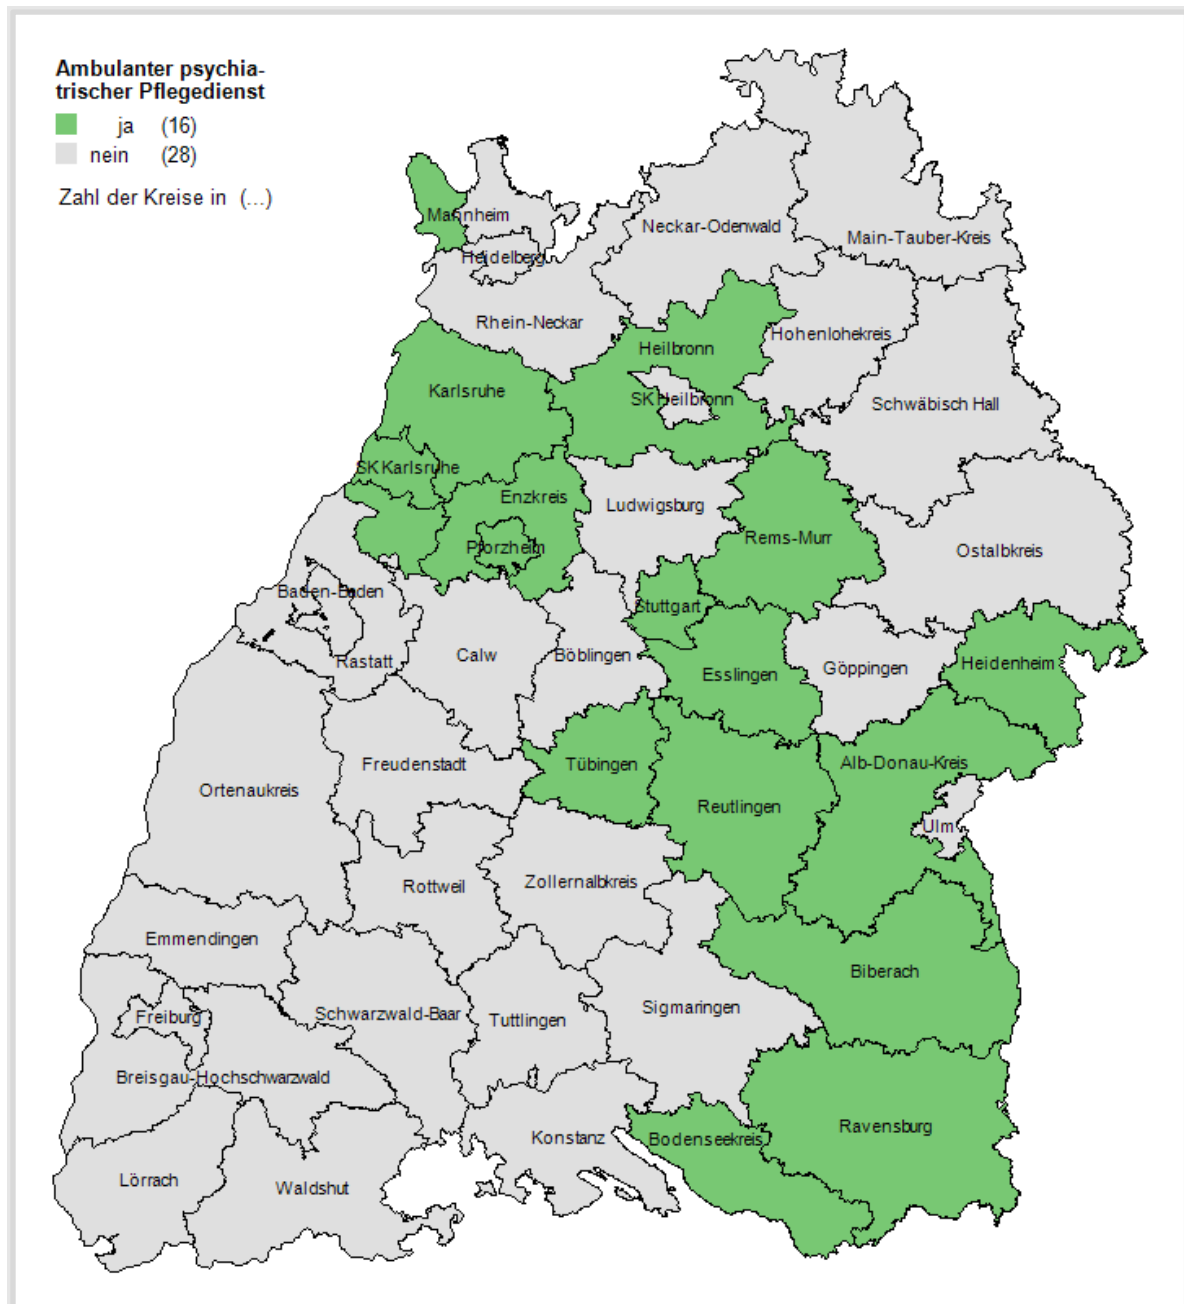 Ambulanter psychia-
trischer Pflegedienst
ja (16)
nein (28)
Zahl der Kreise in (...)
Mannheim
Neckar-Odenwald
Main-Tauber-Kreis
Heidelberg
Rhein-Neckar
Hohenlohekreis
Heilbronn
Karlsruhe
SK Heilbronn
Schwäbisch Hall
SK Karlsruhe
Enzkreis
Ludwigsburg
Rems-Murr
Pforzheim
Ostalbkreis
Baden-Baden
Stuttgart
Rastatt
Calw
Böblingen
Esslingen
Göppingen
Heidenheim
Freudenstadt
Tübingen
Alb-Donau-Kreis
Ortenaukreis
Reutlingen
Ulm
Rottweil
Zollernalbkreis
Emmendingen
Biberach
Freiburg
Schwarzwald-Baar
Tuttlingen
Sigmaringen
Breisgau-Hochschwarzwald
Konstanz
Bodenseekreis
Ravensburg
Lörrach
Waldshut